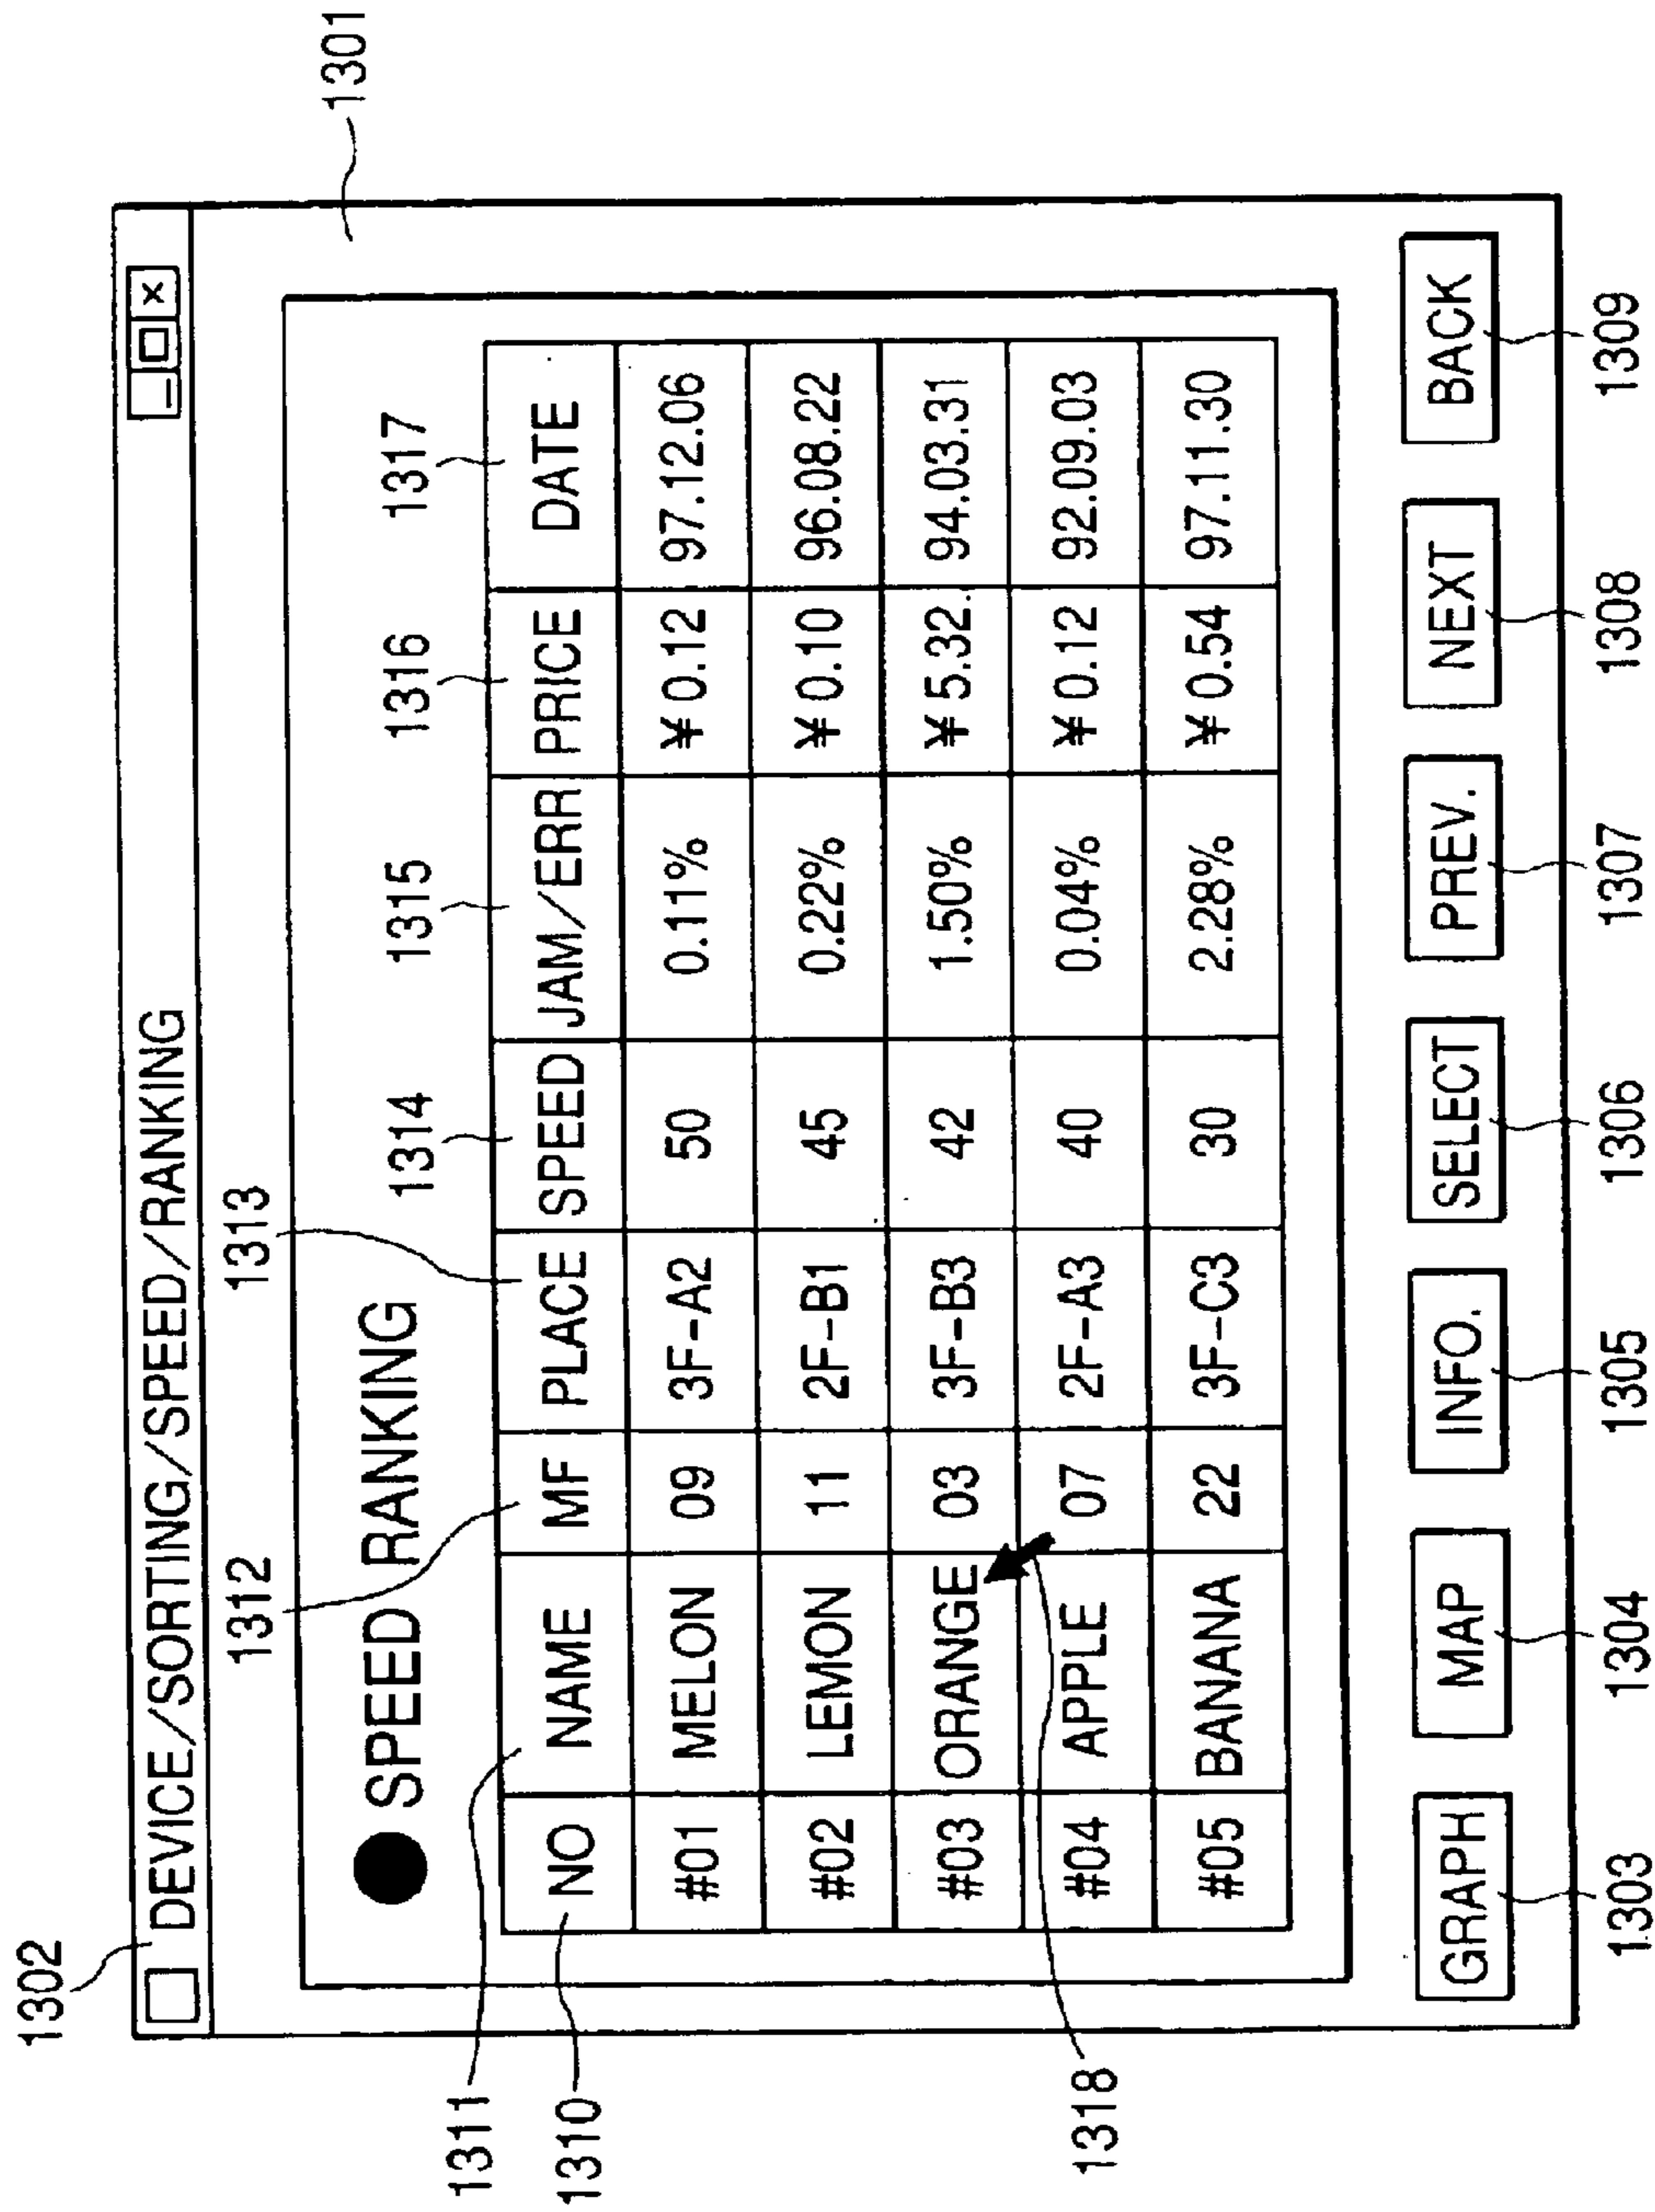 1302
1301
DEVICE/SORTING/SPEED/RANKING
_ □ ×
● SPEED RANKING
1312 1313
1311 1314 1315 1316 1317
1310
NO NAME MF PLACE SPEED JAM/ERR PRICE DATE
#01 MELON 09 3F-A2 50 0.11% ¥0.12 97.12.06
#02 LEMON 11 2F-B1 45 0.22% ¥0.10 96.08.22
#03 ORANGE 03 3F-B3 42 1.50% ¥5.32. 94.03.31
#04 APPLE 07 2F-A3 40 0.04% ¥0.12 92.09.03
#05 BANANA 22 3F-C3 30 2.28% ¥0.54 97.11.30
1318
GRAPH MAP INFO. SELECT PREV. NEXT BACK
1303 1304 1305 1306 1307 1308 1309